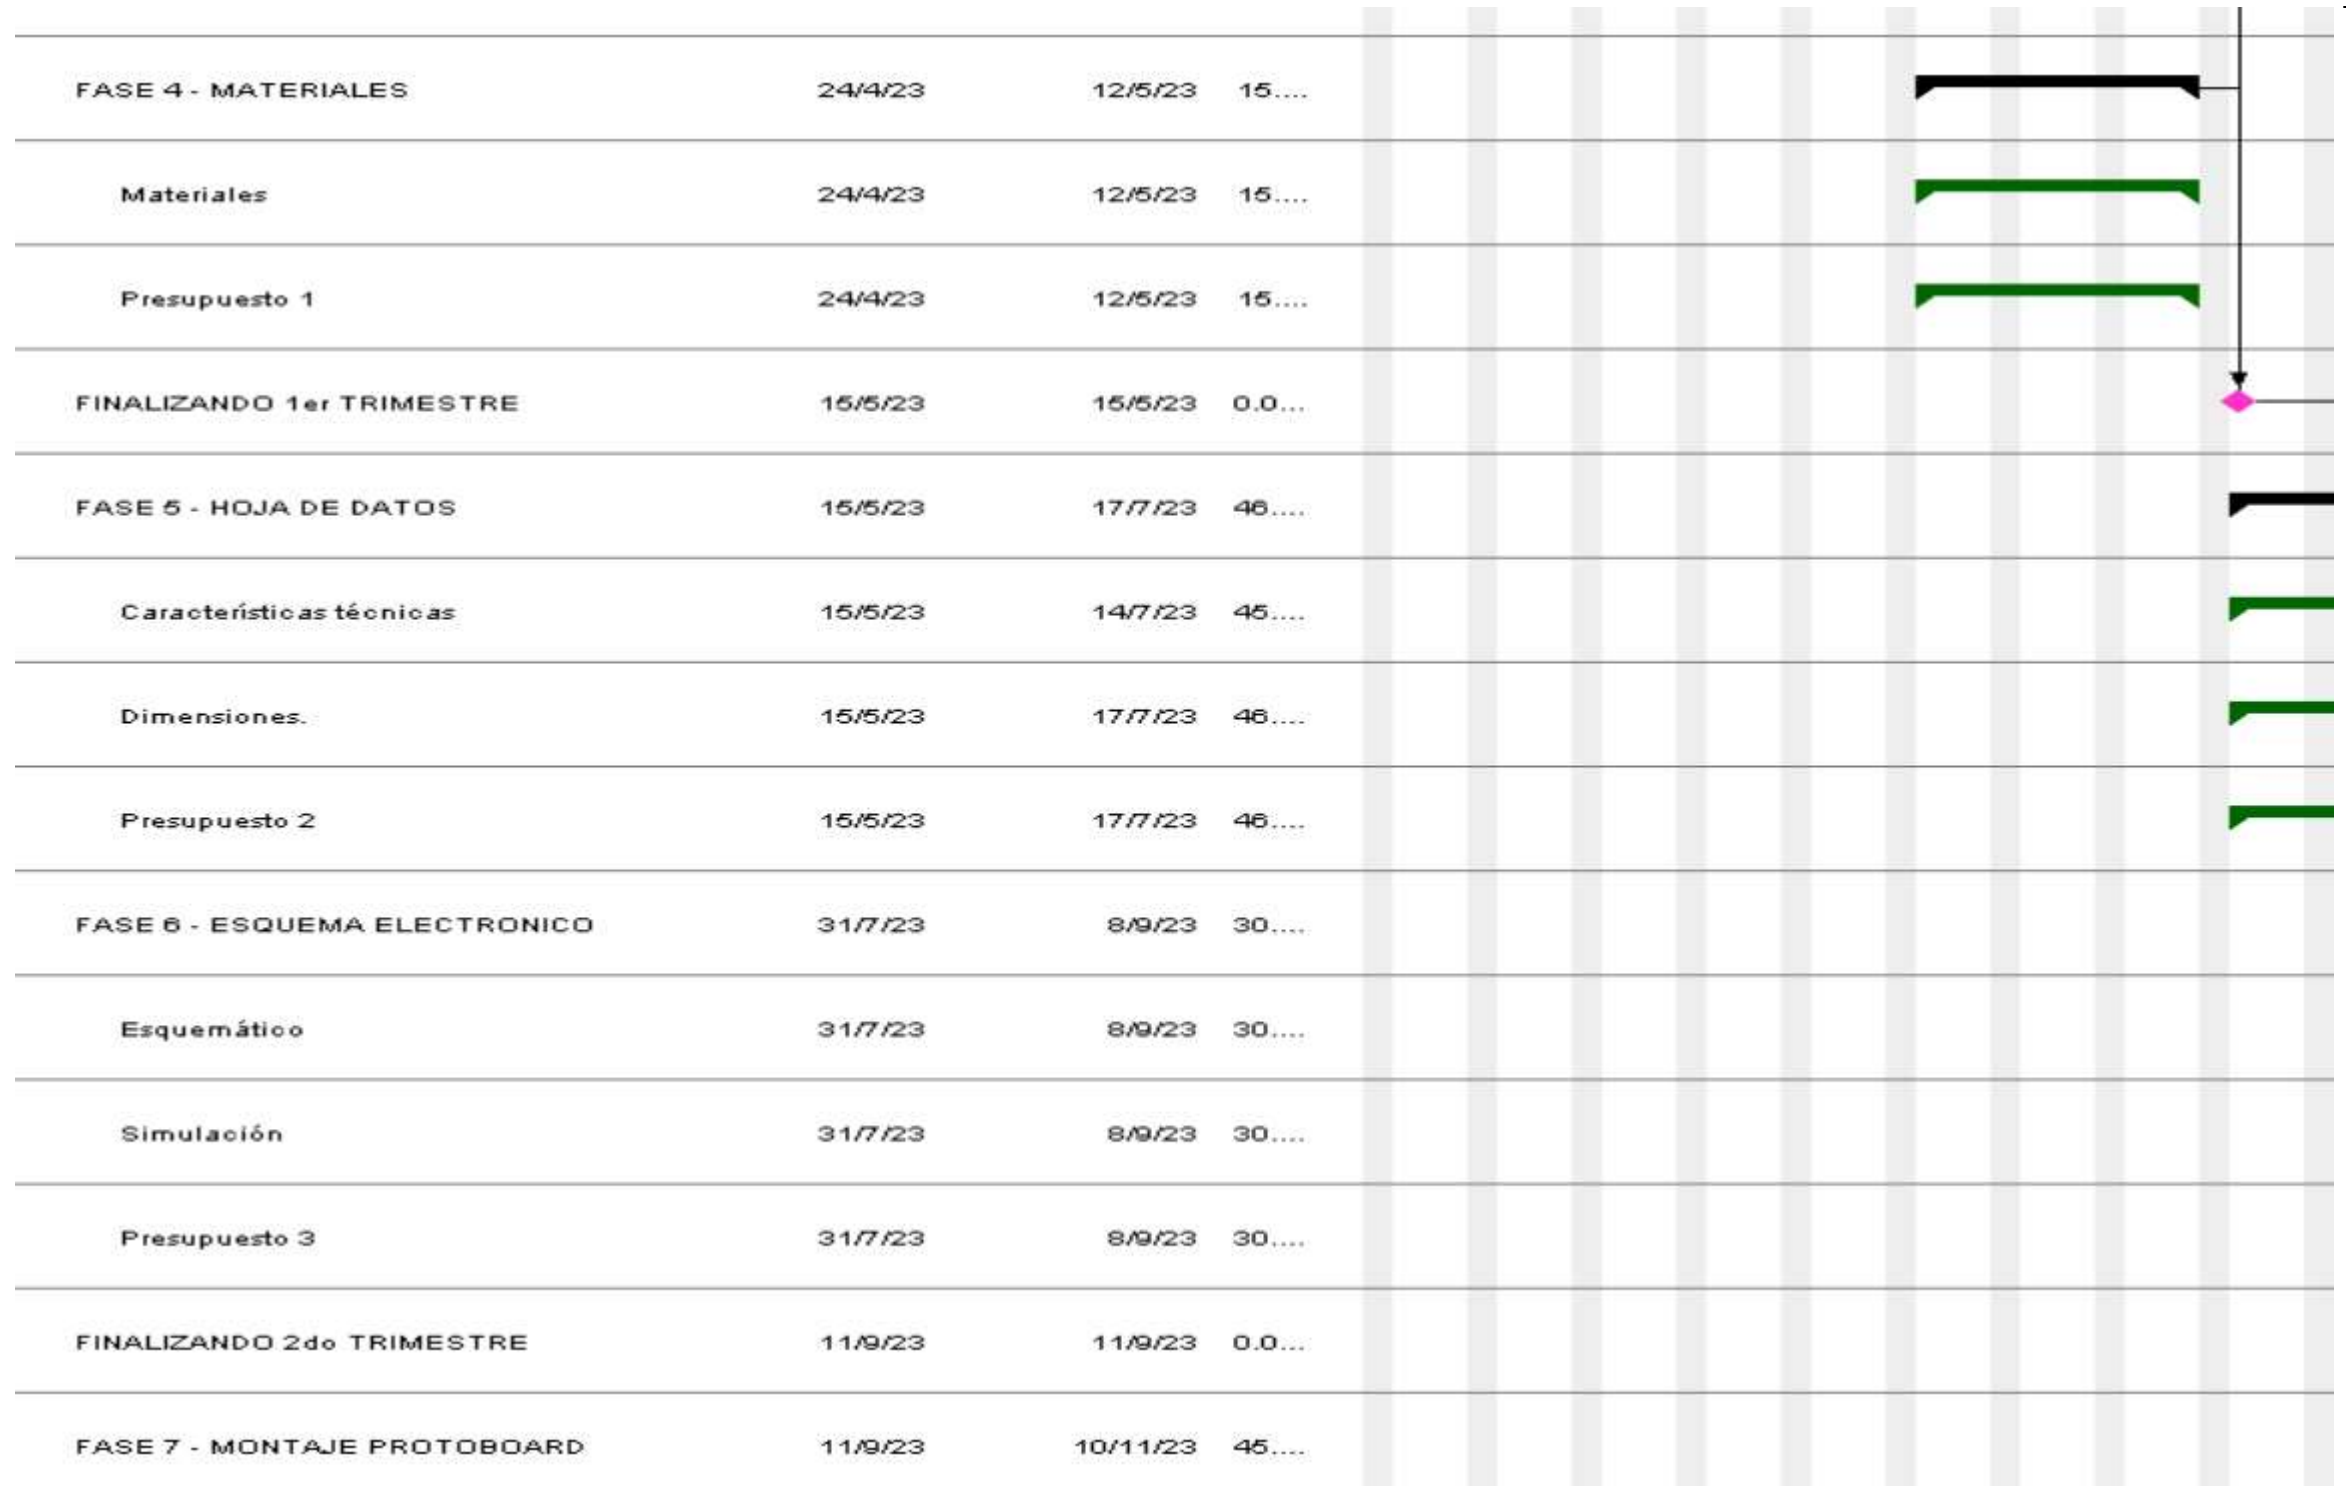 FASE 4 - MATERIALES 24/4/23 12/5/23 15....
Materiales 24/4/23 12/5/23 15....
Presupuesto 1 24/4/23 12/5/23 15....
FINALIZANDO 1er TRIMESTRE 15/5/23 15/5/23 0.0...
FASE 5 - HOJA DE DATOS 15/5/23 17/7/23 46....
Características técnicas 15/5/23 14/7/23 45....
Dimensiones. 15/5/23 17/7/23 46....
Presupuesto 2 15/5/23 17/7/23 46....
FASE 6 - ESQUEMA ELECTRONICO 31/7/23 8/9/23 30....
Esquemático 31/7/23 8/9/23 30....
Simulación 31/7/23 8/9/23 30....
Presupuesto 3 31/7/23 8/9/23 30....
FINALIZANDO 2do TRIMESTRE 11/9/23 11/9/23 0.0...
FASE 7 - MONTAJE PROTOBOARD 11/9/23 10/11/23 45....